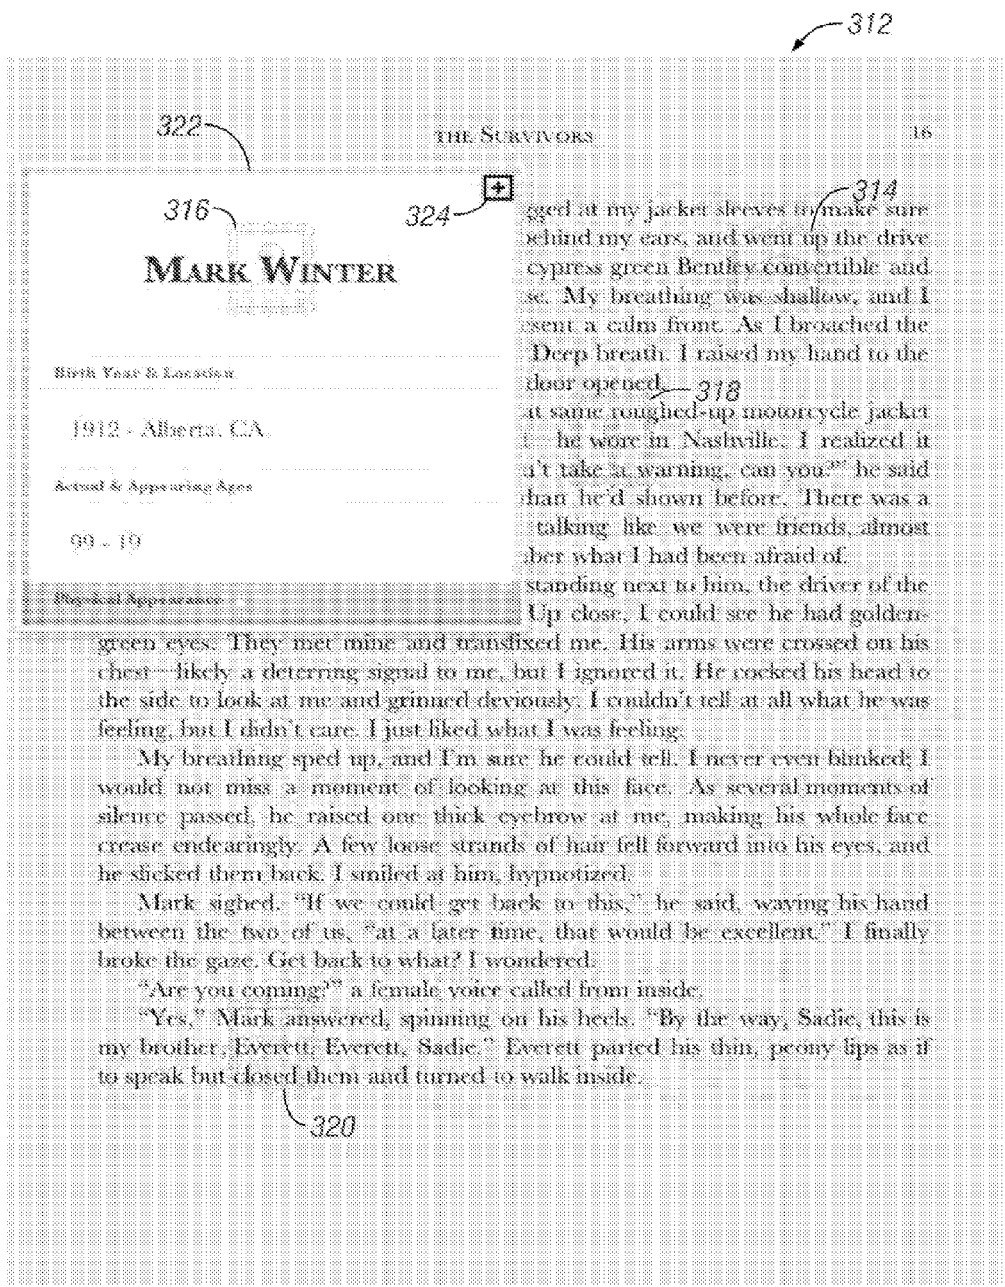 312
THE SURVIVORS
16
322
316
324
+
MARK WINTER
Birth Year & Location
1912 - Alberta, CA
Actual & Appearing Ages
99 - 19
Physical Appearance
314
gged at my jacket sleeves to make sure
behind my ears, and went up the drive
cypress green Bentley convertible and
se. My breathing was shallow, and I
esent a calm front. As I broached the
Deep breath. I raised my hand to the
door opened.
318
at same roughed-up motorcycle jacket
he wore in Nashville. I realized it
n't take a warning, can you?" he said
than he'd shown before. There was a
talking like we were friends, almost
ber what I had been afraid of.
standing next to him, the driver of the
Up close, I could see he had golden-
green eyes. They met mine and transfixed me. His arms were crossed on his
chest—likely a deterring signal to me, but I ignored it. He cocked his head to
the side to look at me and grinned deviously. I couldn't tell at all what he was
feeling, but I didn't care. I just liked what I was feeling.
My breathing sped up, and I'm sure he could tell. I never even blinked; I
would not miss a moment of looking at this face. As several moments of
silence passed, he raised one thick eyebrow at me, making his whole face
crease endearingly. A few loose strands of hair fell forward into his eyes, and
he slicked them back. I smiled at him, hypnotized.
Mark sighed. "If we could get back to this," he said, waving his hand
between the two of us, "at a later time, that would be excellent." I finally
broke the gaze. Get back to what? I wondered.
"Are you coming?" a female voice called from inside.
"Yes," Mark answered, spinning on his heels. "By the way, Sadie, this is
my brother, Everett. Everett, Sadie." Everett parted his thin, peony lips as if
to speak but closed them and turned to walk inside.
320